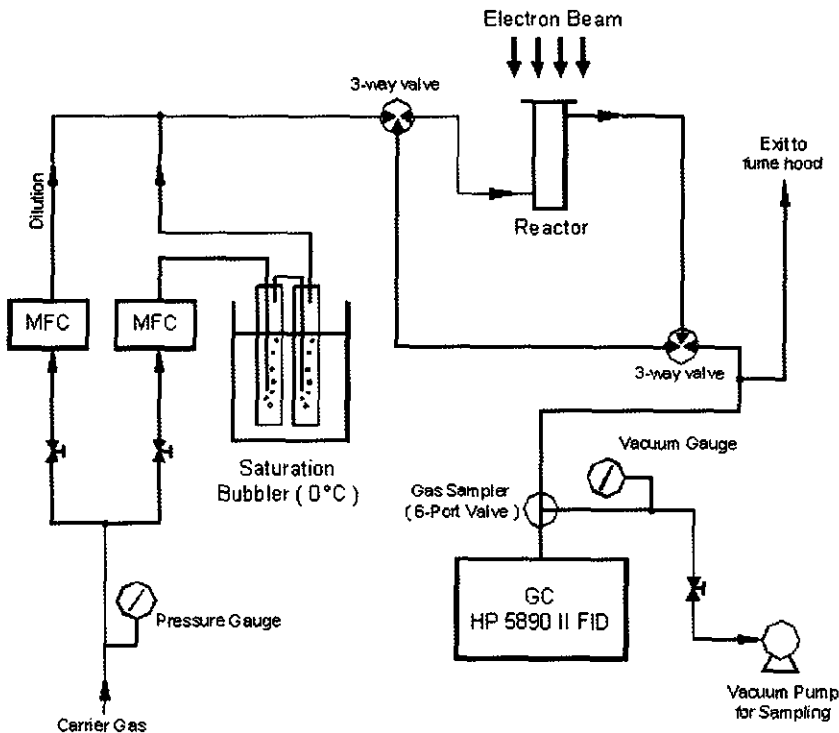 Electron Beam
3-way valve
Exit to
fume hood
Dilution
Reactor
MFC
MFC
3-way valve
Saturation
Bubbler ( 0°C )
Vacuum Gauge
Gas Sampler
( 6-Port Valve )
GC
HP 5890 II FID
Pressure Gauge
Carrier Gas
Vacuum Pump
for Sampling